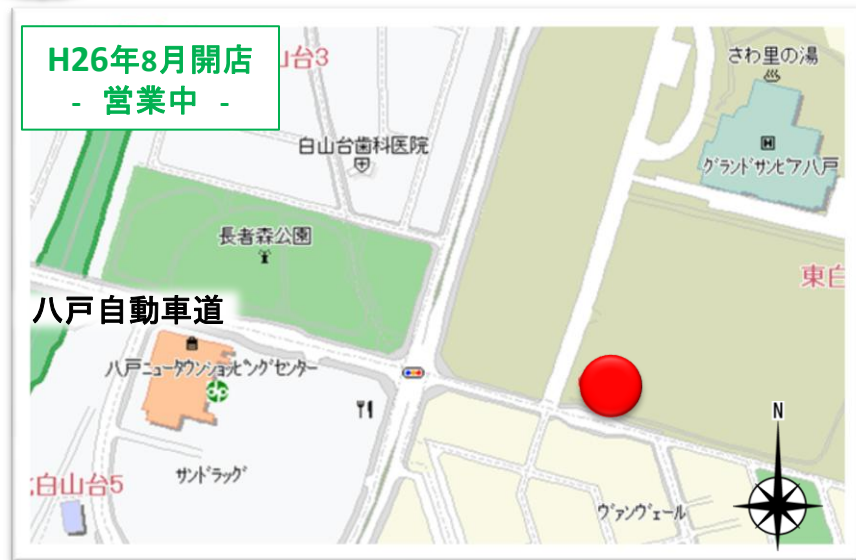 H26年8月開店
- 営業中 -
山台3
さわ里の湯
白山台歯科医院
グランドサンピア八戸
長者森公園
東白
八戸自動車道
八戸ニュータウンショッピングセンター
サンドラッグ
白山台5
ヴァンヴェール
N